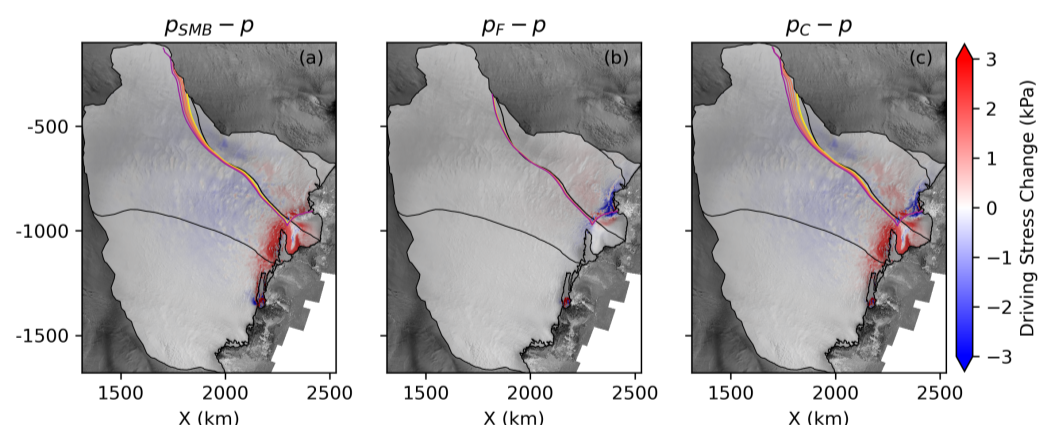 p_SMB − p
p_F − p
p_C − p
(a)
(b)
(c)
-500
-1000
-1500
1500 2000 2500
1500 2000 2500
1500 2000 2500
X (km)
X (km)
X (km)
3
2
1
0
−1
−2
−3
Driving Stress Change (kPa)